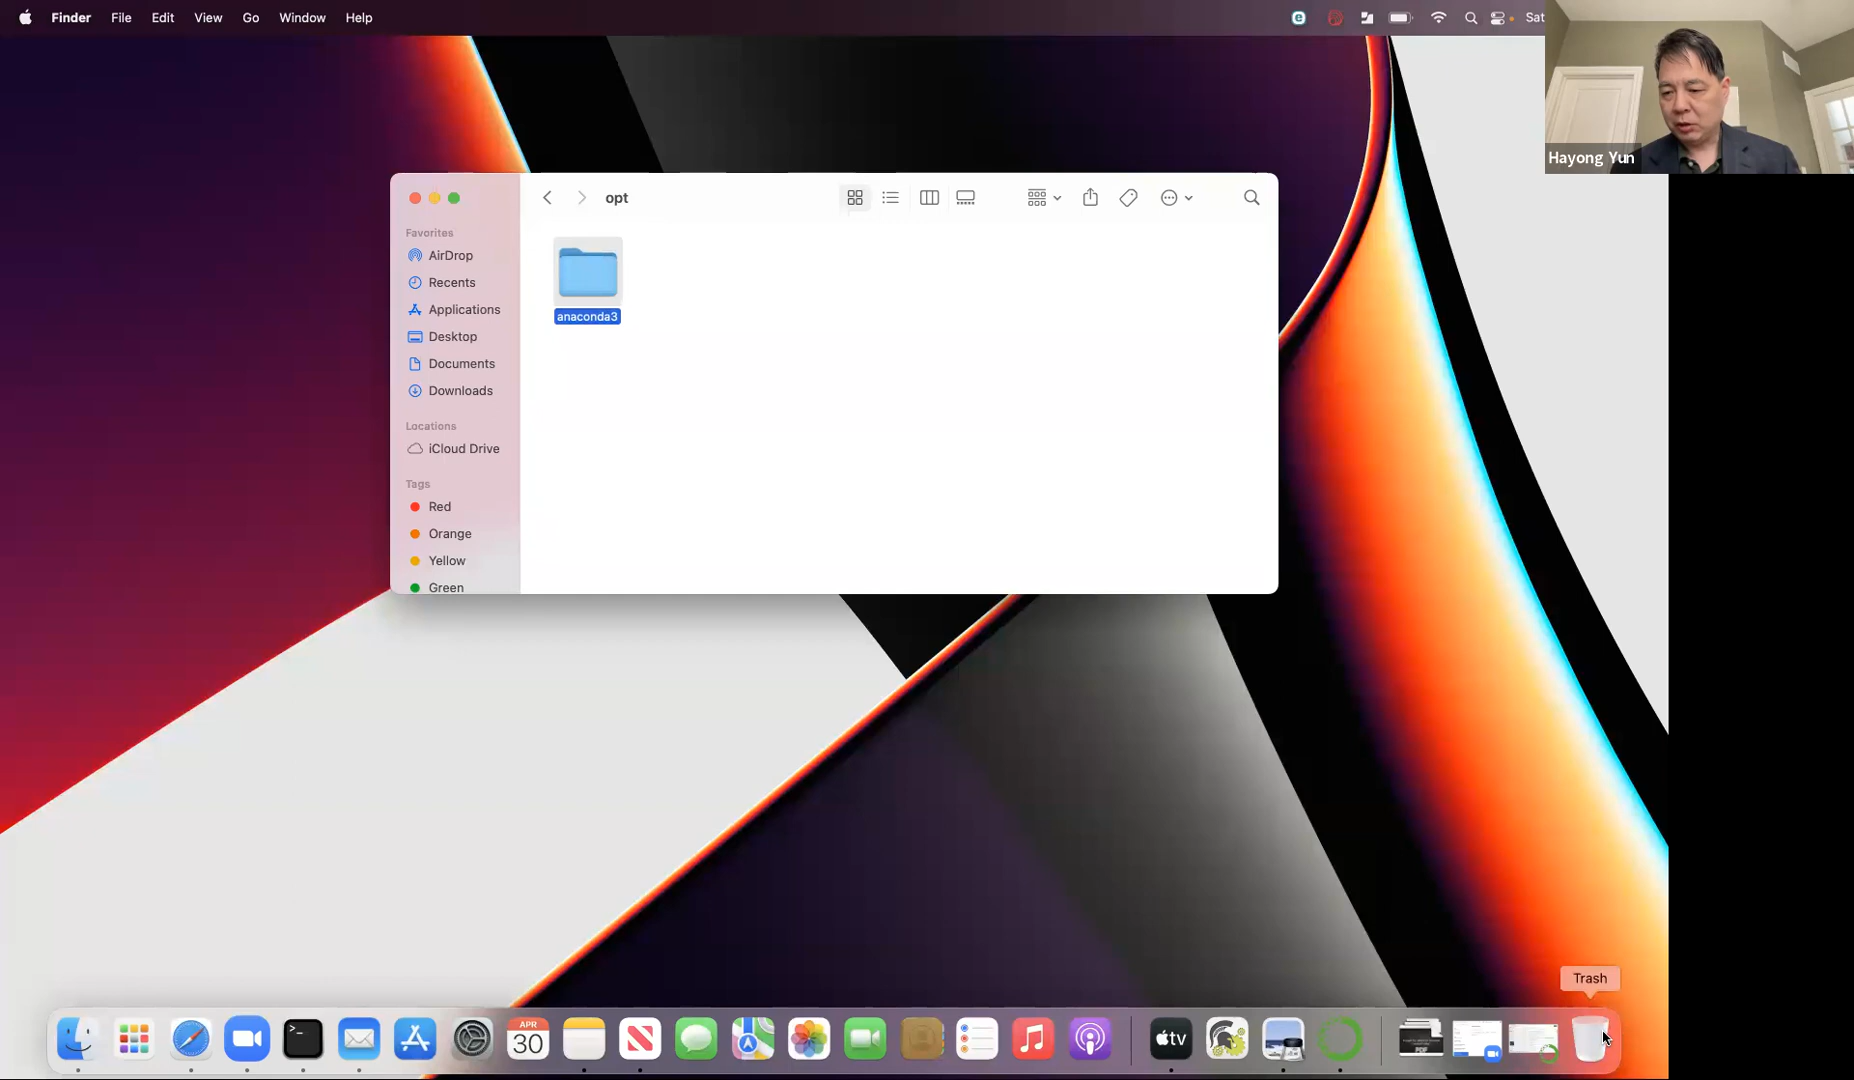 Finder File Edit View Go Window Help Sat
Hayong Yun
opt
Favorites
AirDrop
Recents
Applications
Desktop
Documents
Downloads
Locations
iCloud Drive
Tags
Red
Orange
Yellow
Green
anaconda3
Trash
APR
30
tv
PDF